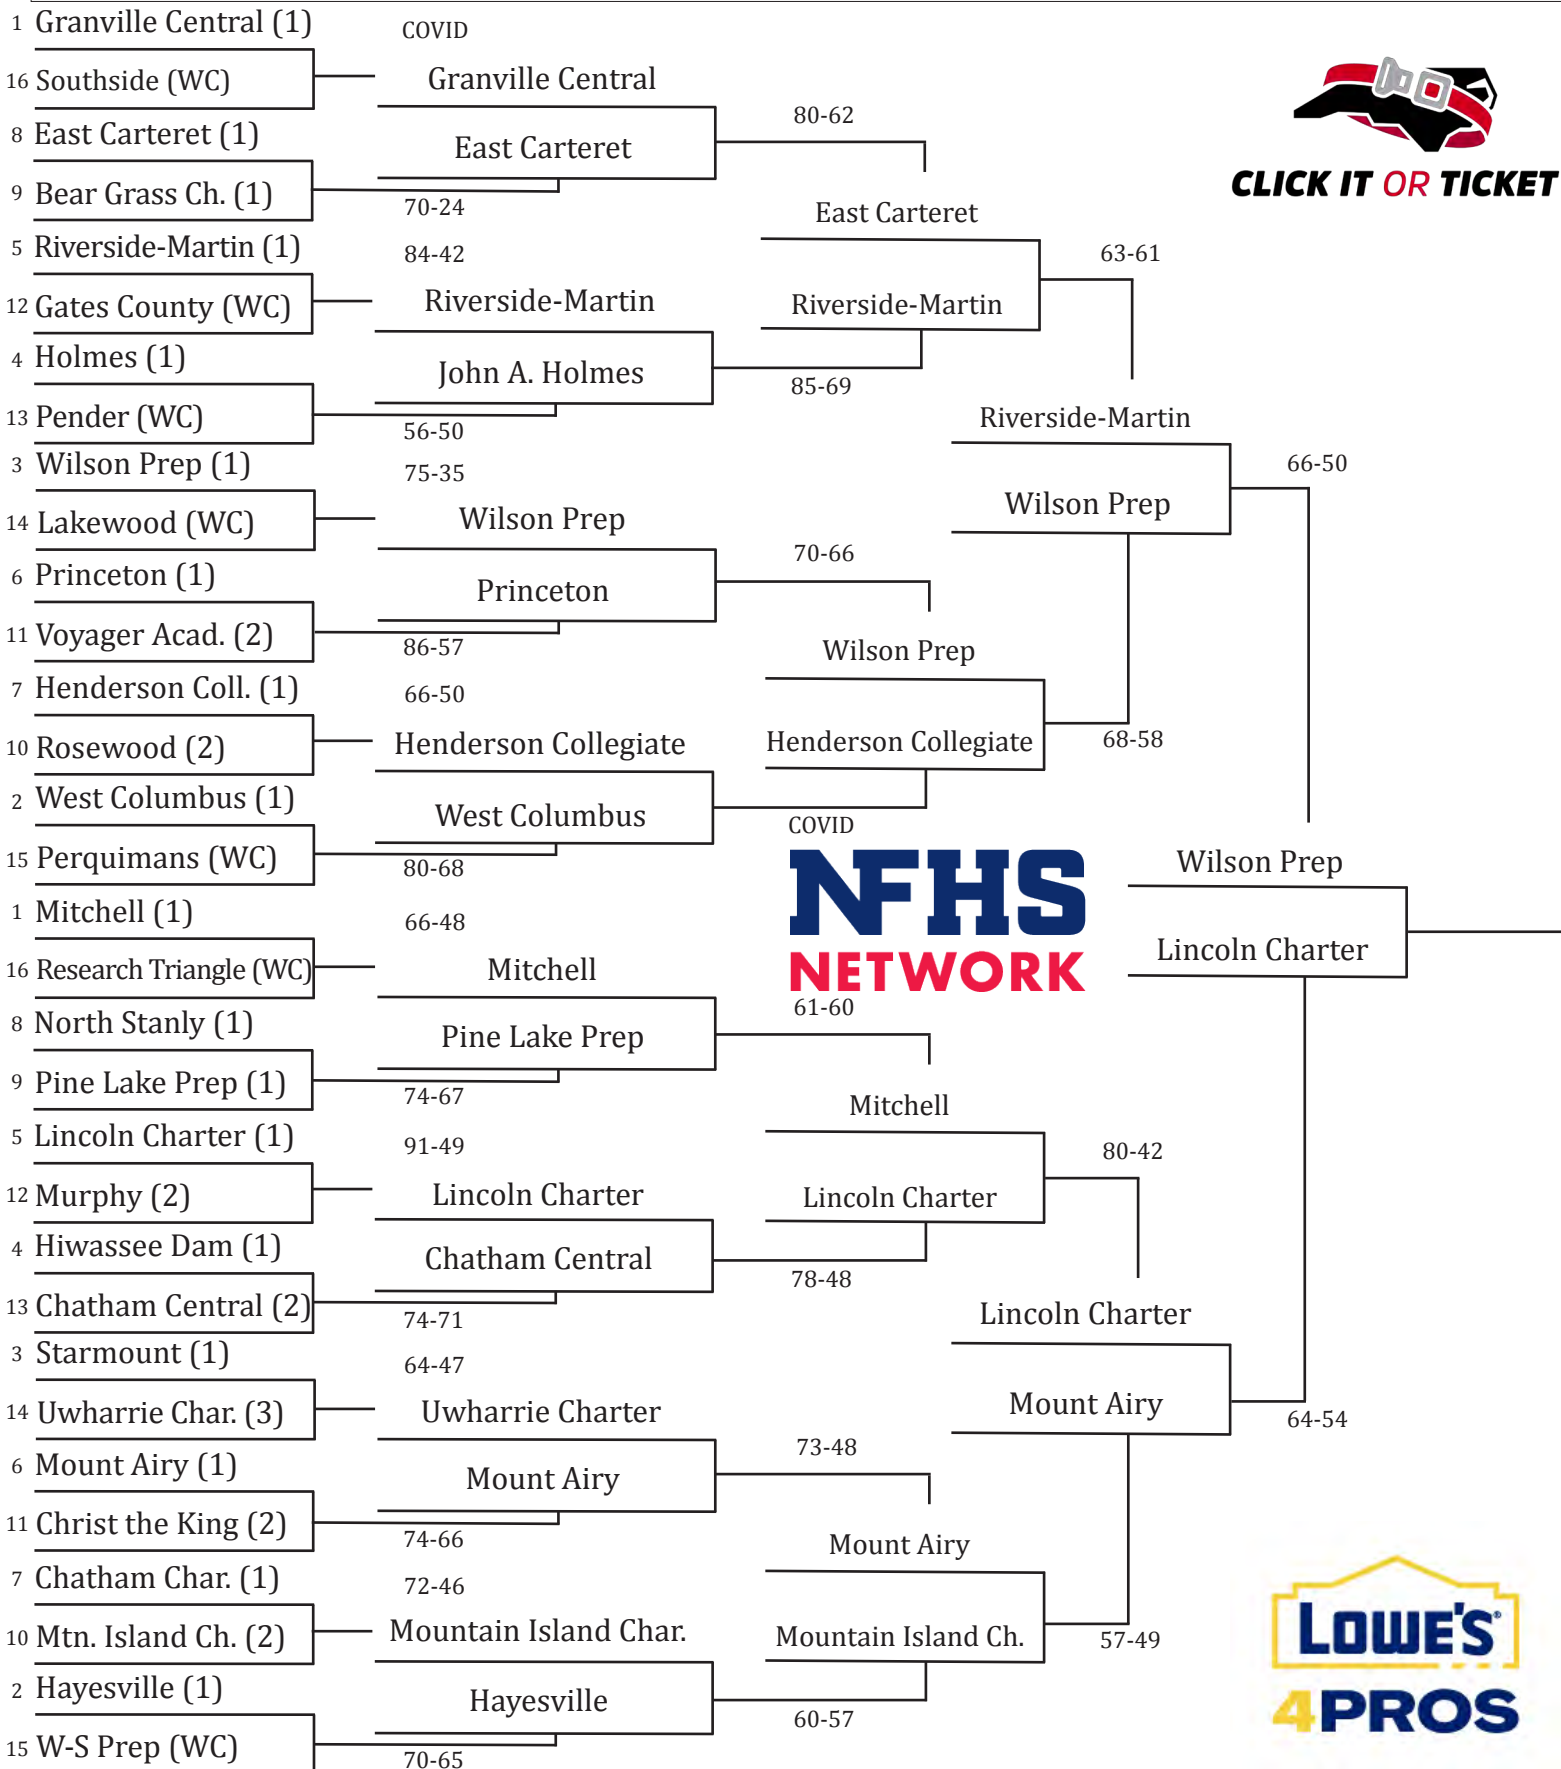 1 Granville Central (1)
COVID
16 Southside (WC)
Granville Central
80-62
8 East Carteret (1)
East Carteret
9 Bear Grass Ch. (1)
70-24
CLICK IT OR TICKET
East Carteret
5 Riverside-Martin (1)
84-42
63-61
12 Gates County (WC)
Riverside-Martin
Riverside-Martin
4 Holmes (1)
John A. Holmes
85-69
13 Pender (WC)
56-50
Riverside-Martin
3 Wilson Prep (1)
75-35
66-50
14 Lakewood (WC)
Wilson Prep
Wilson Prep
70-66
6 Princeton (1)
Princeton
11 Voyager Acad. (2)
86-57
Wilson Prep
7 Henderson Coll. (1)
66-50
10 Rosewood (2)
Henderson Collegiate
Henderson Collegiate
68-58
2 West Columbus (1)
West Columbus
COVID
15 Perquimans (WC)
80-68
NFHS
NETWORK
Wilson Prep
1 Mitchell (1)
66-48
Lincoln Charter
16 Research Triangle (WC)
Mitchell
61-60
8 North Stanly (1)
Pine Lake Prep
9 Pine Lake Prep (1)
74-67
Mitchell
5 Lincoln Charter (1)
91-49
80-42
12 Murphy (2)
Lincoln Charter
Lincoln Charter
4 Hiwassee Dam (1)
Chatham Central
78-48
13 Chatham Central (2)
74-71
Lincoln Charter
3 Starmount (1)
64-47
14 Uwharrie Char. (3)
Uwharrie Charter
Mount Airy
64-54
73-48
6 Mount Airy (1)
Mount Airy
11 Christ the King (2)
74-66
Mount Airy
7 Chatham Char. (1)
72-46
10 Mtn. Island Ch. (2)
Mountain Island Char.
Mountain Island Ch.
57-49
2 Hayesville (1)
Hayesville
60-57
15 W-S Prep (WC)
70-65
LOWE'S®
4PROS